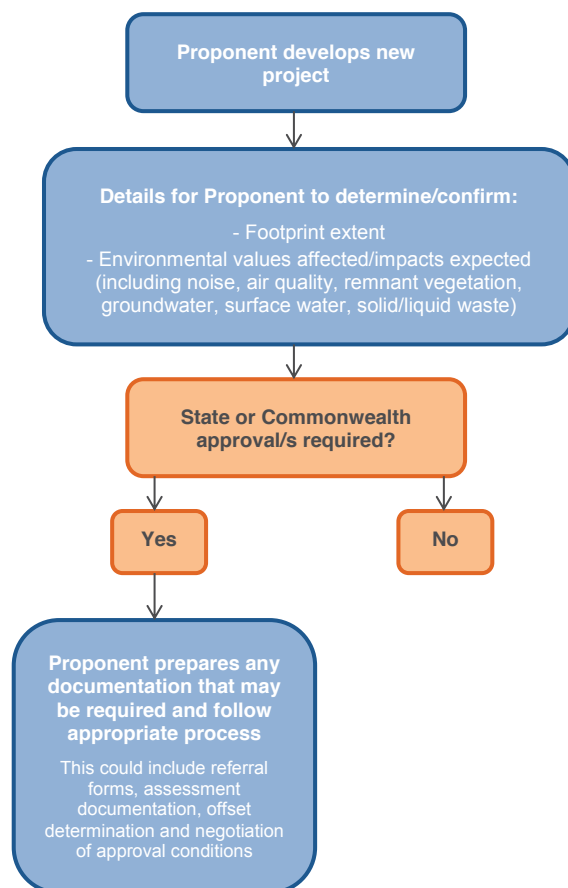 Proponent develops new
project
Details for Proponent to determine/confirm:
- Footprint extent
- Environmental values affected/impacts expected
(including noise, air quality, remnant vegetation,
groundwater, surface water, solid/liquid waste)
State or Commonwealth
approval/s required?
Yes
No
Proponent prepares any
documentation that may
be required and follow
appropriate process
This could include referral
forms, assessment
documentation, offset
determination and negotiation
of approval conditions